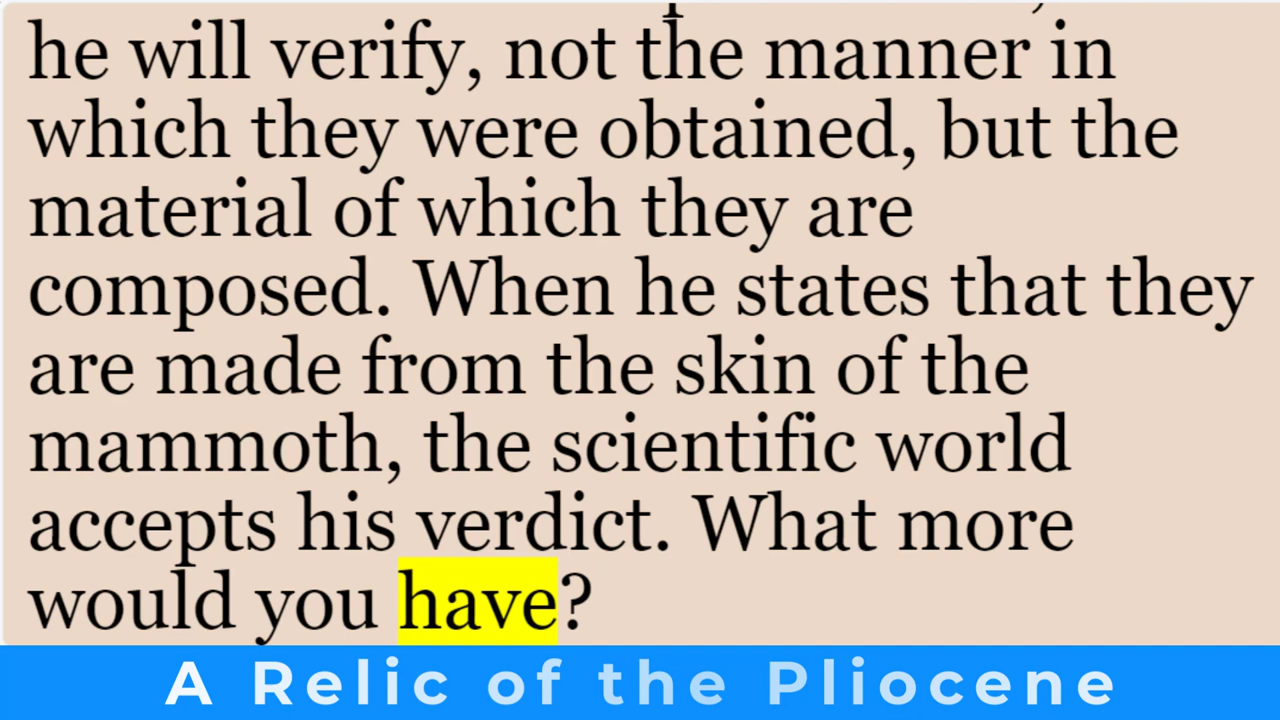 he will verify, not the manner in
which they were obtained, but the
material of which they are
composed. When he states that they
are made from the skin of the
mammoth, the scientific world
accepts his verdict. What more
would you have?
A Relic of the Pliocene